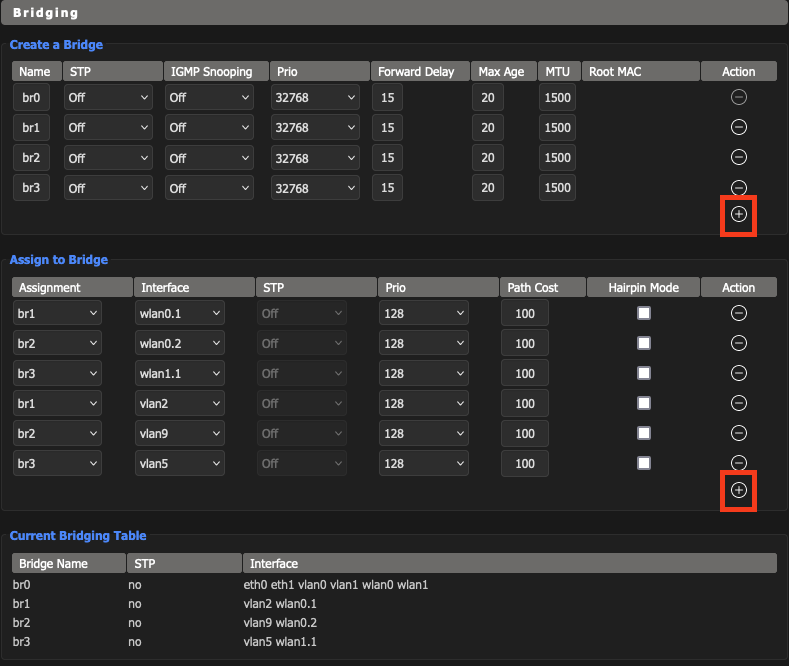 Bridging
Create a Bridge
Name STP IGMP Snooping Prio Forward Delay Max Age MTU Root MAC Action
br0 Off Off 32768 15 20 1500
br1 Off Off 32768 15 20 1500
br2 Off Off 32768 15 20 1500
br3 Off Off 32768 15 20 1500
Assign to Bridge
Assignment Interface STP Prio Path Cost Hairpin Mode Action
br1 wlan0.1 Off 128 100
br2 wlan0.2 Off 128 100
br3 wlan1.1 Off 128 100
br1 vlan2 Off 128 100
br2 vlan9 Off 128 100
br3 vlan5 Off 128 100
Current Bridging Table
Bridge Name STP Interface
br0 no eth0 eth1 vlan0 vlan1 wlan0 wlan1
br1 no vlan2 wlan0.1
br2 no vlan9 wlan0.2
br3 no vlan5 wlan1.1